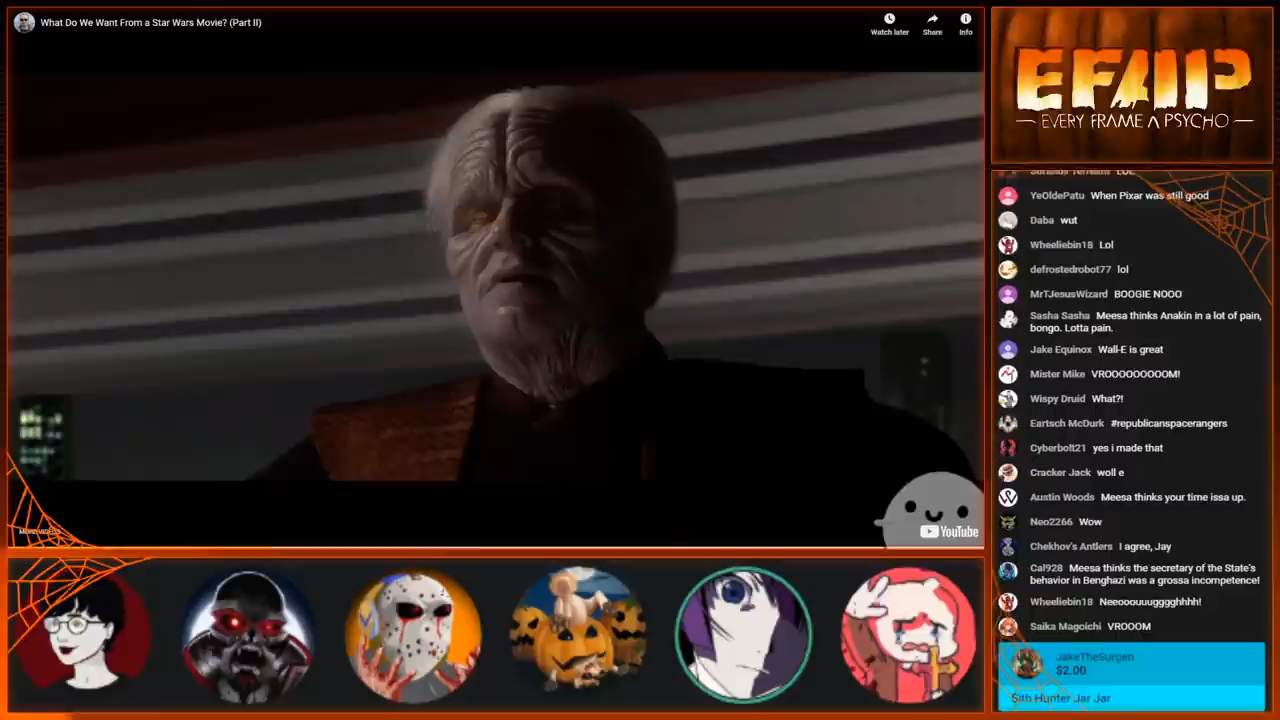 What Do We Want From a Star Wars Movie? (Part II)
Watch later
Share
Info
YouTube
EFAP
EVERY FRAME A PSYCHO
YeOldePatu When Pixar was still good
Daba wut
Wheeliebin18 Lol
defrostedrobot77 lol
MrTJesusWizard BOOGIE NOOO
Sasha Sasha Meesa thinks Anakin in a lot of pain,
bongo. Lotta pain.
Jake Equinox Wall-E is great
Mister Mike VROOOOOOOOM!
Wispy Druid What?!
Eartsch McDurk #republicanspacerangers
Cyberbolt21 yes i made that
Cracker Jack woll e
Austin Woods Meesa thinks your time issa up.
Neo2266 Wow
Chekhov's Antlers I agree, Jay
Cal928 Meesa thinks the secretary of the State's
behavior in Benghazi was a grossa incompetence!
Wheeliebin18 Neeooouuugggghhhh!
Saika Magoichi VROOOM
JakeTheSurgen
$2.00
Sith Hunter Jar Jar